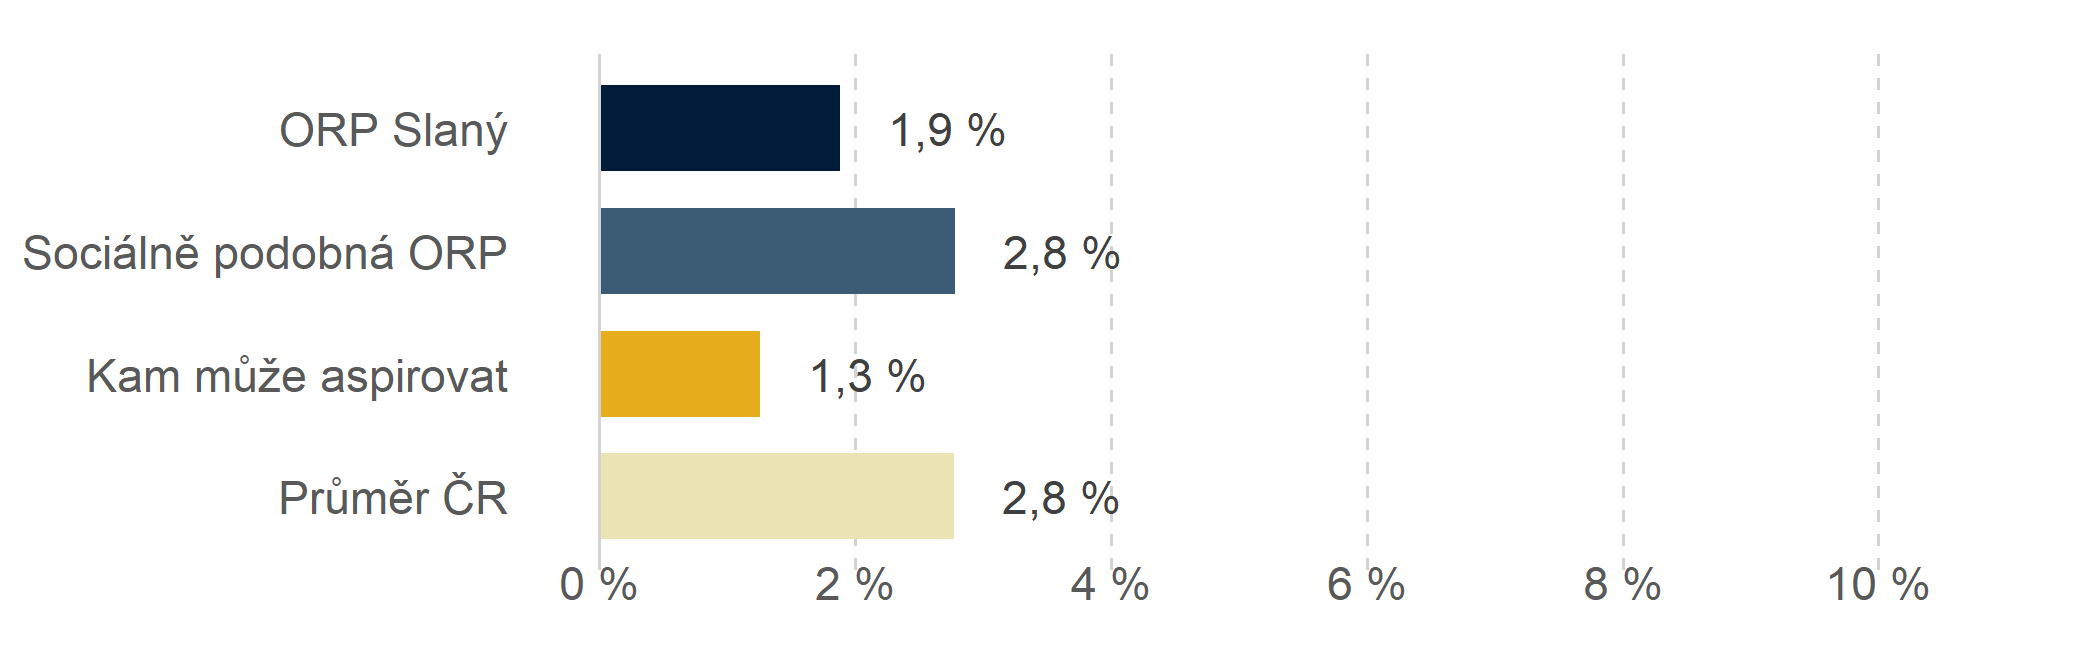 ORP Slaný 1,9 %
Sociálně podobná ORP 2,8 %
Kam může aspirovat 1,3 %
Průměr ČR 2,8 %
0 % 2 % 4 % 6 % 8 % 10 %